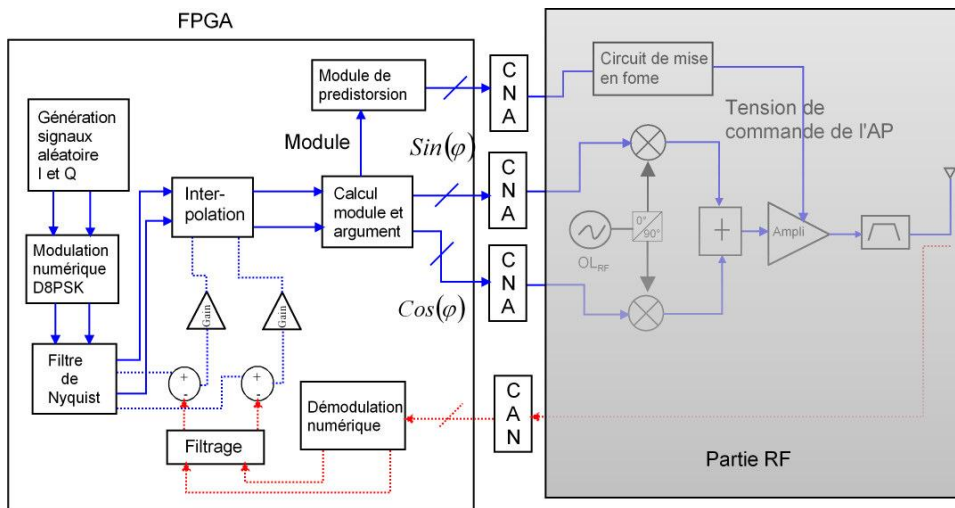 FPGA
Génération
signaux
aléatoire
I et Q
Modulation
numérique
D8PSK
Filtre
de
Nyquist
Inter-
polation
Gain
Gain
+
-
+
-
Filtrage
Démodulation
numérique
Module de
predistorsion
Module
Calcul
module et
argument
Sin(φ)
Cos(φ)
C
N
A
C
N
A
C
N
A
C
A
N
Circuit de mise
en fome
Tension de
commande de l'AP
OLRF
0°
90°
+
Ampli
Partie RF